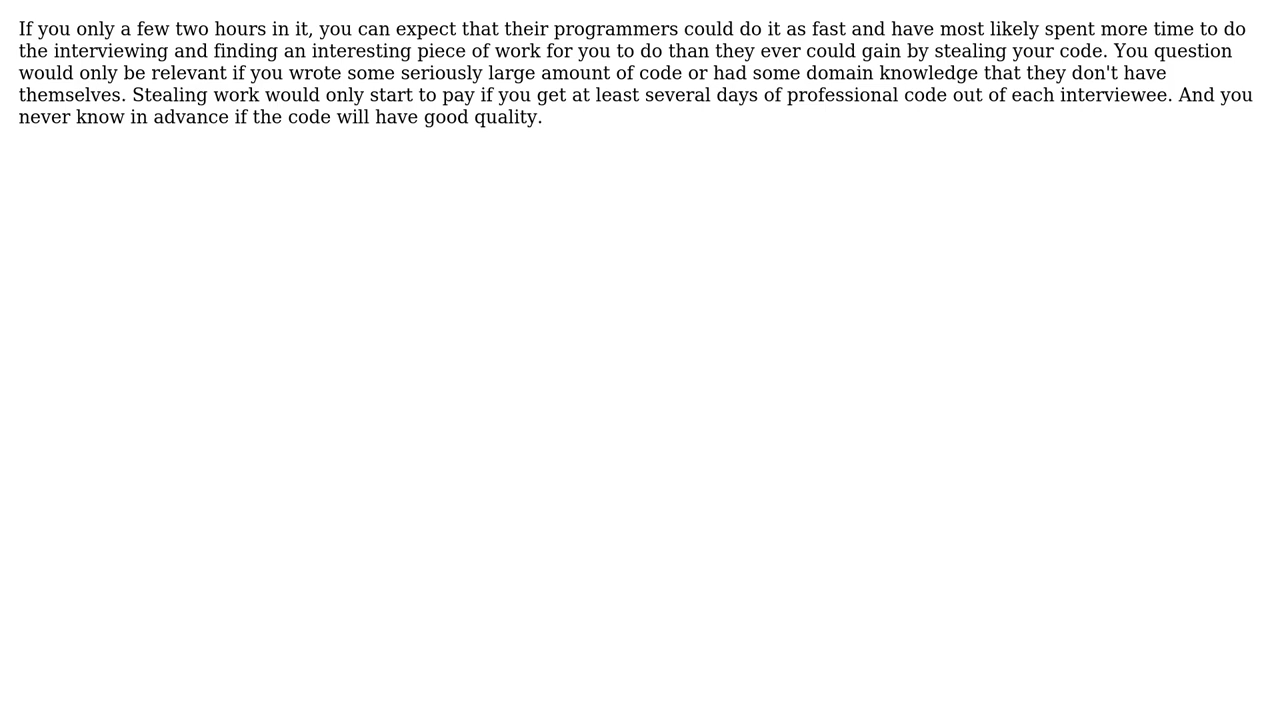 If you only a few two hours in it, you can expect that their programmers could do it as fast and have most likely spent more time to do
the interviewing and finding an interesting piece of work for you to do than they ever could gain by stealing your code. You question
would only be relevant if you wrote some seriously large amount of code or had some domain knowledge that they don't have
themselves. Stealing work would only start to pay if you get at least several days of professional code out of each interviewee. And you
never know in advance if the code will have good quality.